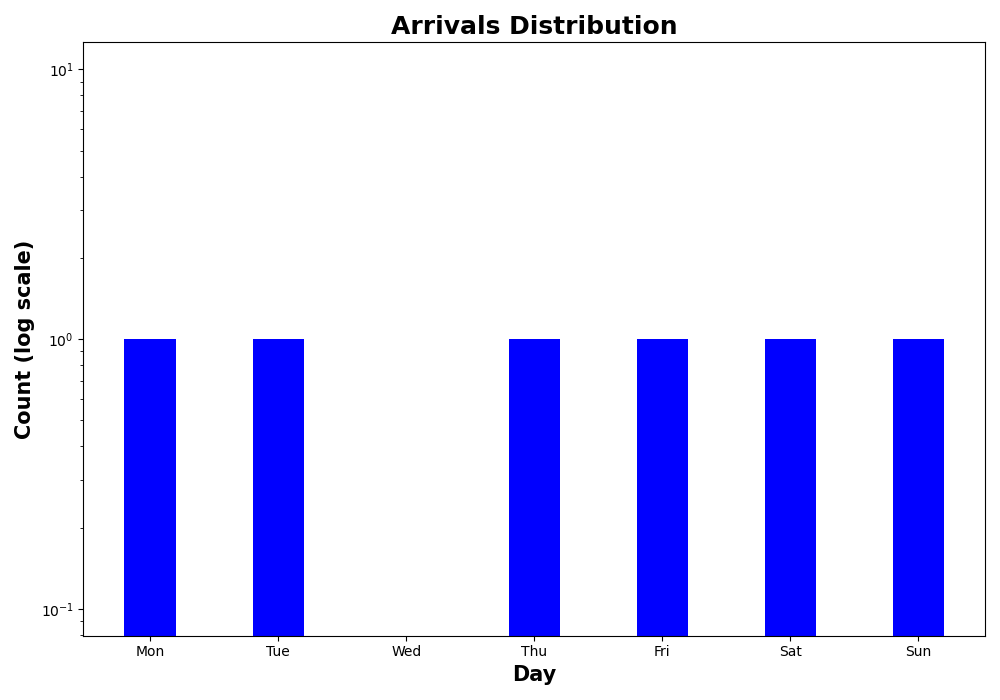 Arrivals Distribution
Count (log scale)
10¹
10⁰
10⁻¹
Mon Tue Wed Thu Fri Sat Sun
Day